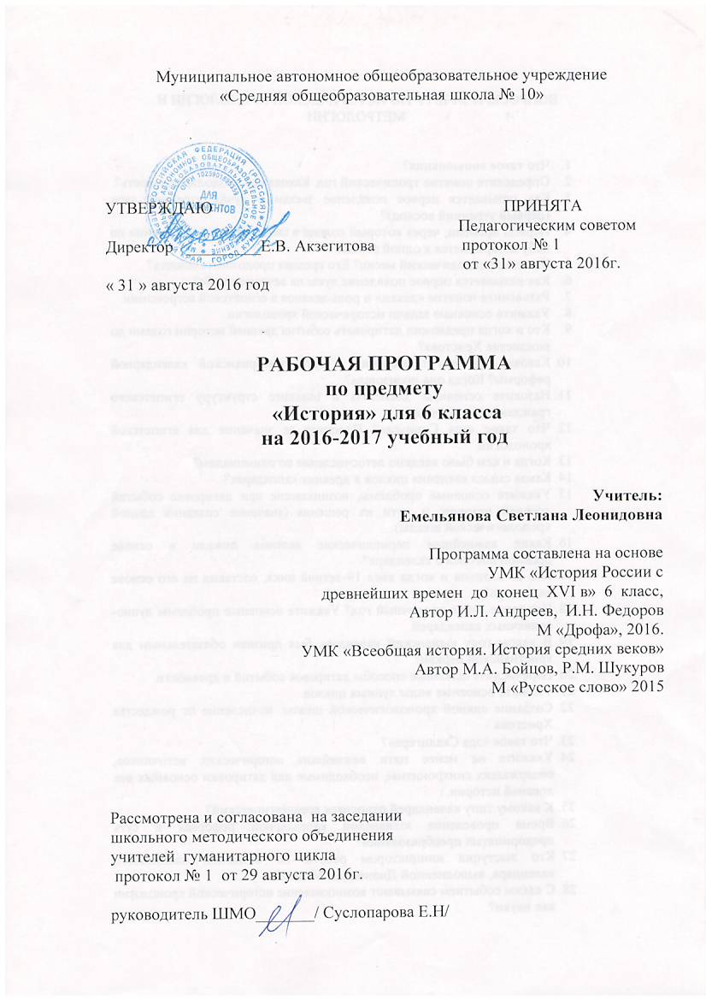 Муниципальное автономное общеобразовательное учреждение
«Средняя общеобразовательная школа № 10»
УТВЕРЖДАЮ
Директор __________Е.В. Акзегитова
« 31 » августа 2016 год
ПРИНЯТА
Педагогическим советом
протокол № 1
от «31» августа 2016г.
ДЛЯ
ДОКУМЕНТОВ
РАБОЧАЯ ПРОГРАММА
по предмету
«История» для 6 класса
на 2016-2017 учебный год
Учитель:
Емельянова Светлана Леонидовна
Программа составлена на основе
УМК «История России с
древнейших времен до конец XVI в» 6 класс,
Автор И.Л. Андреев, И.Н. Федоров
М «Дрофа», 2016.
УМК «Всеобщая история. История средних веков»
Автор М.А. Бойцов, Р.М. Шукуров
М «Русское слово» 2015
Рассмотрена и согласована на заседании
школьного методического объединения
учителей гуманитарного цикла
протокол № 1 от 29 августа 2016г.
руководитель ШМО_______/ Суслопарова Е.Н/